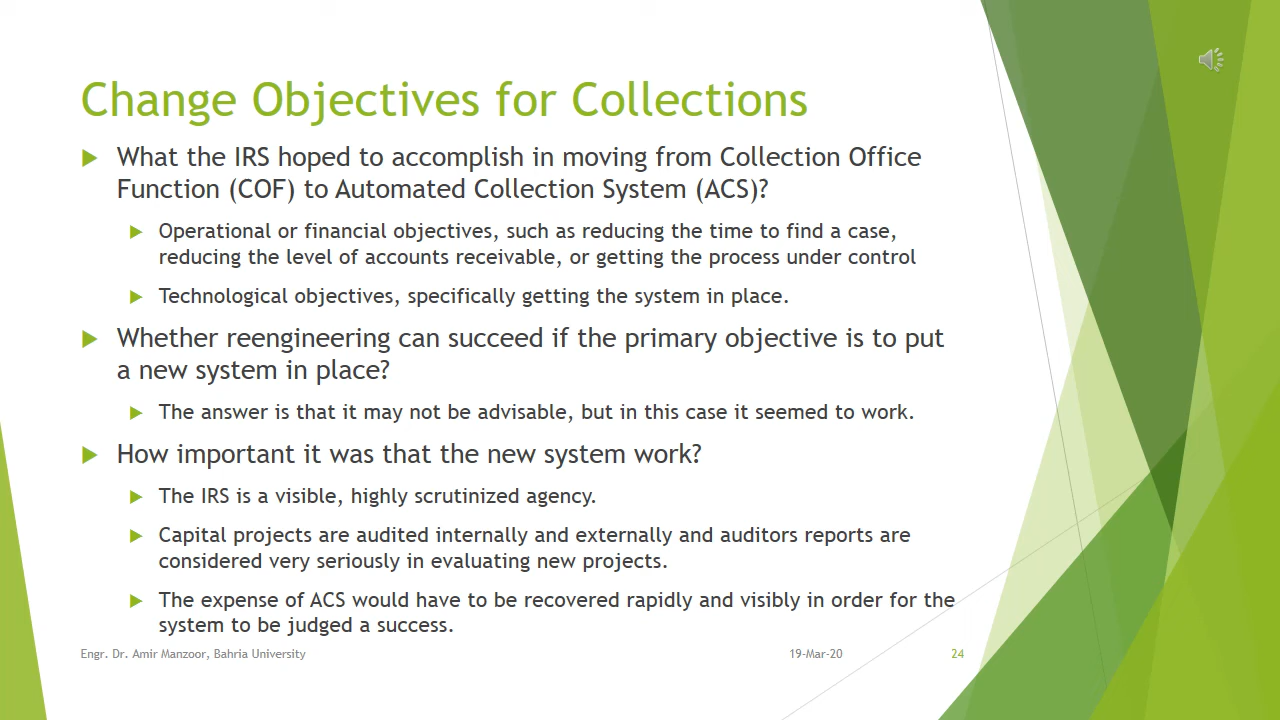 Change Objectives for Collections
What the IRS hoped to accomplish in moving from Collection Office
Function (COF) to Automated Collection System (ACS)?
Operational or financial objectives, such as reducing the time to find a case,
reducing the level of accounts receivable, or getting the process under control
Technological objectives, specifically getting the system in place.
Whether reengineering can succeed if the primary objective is to put
a new system in place?
The answer is that it may not be advisable, but in this case it seemed to work.
How important it was that the new system work?
The IRS is a visible, highly scrutinized agency.
Capital projects are audited internally and externally and auditors reports are
considered very seriously in evaluating new projects.
The expense of ACS would have to be recovered rapidly and visibly in order for the
system to be judged a success.
Engr. Dr. Amir Manzoor, Bahria University 19-Mar-20 24